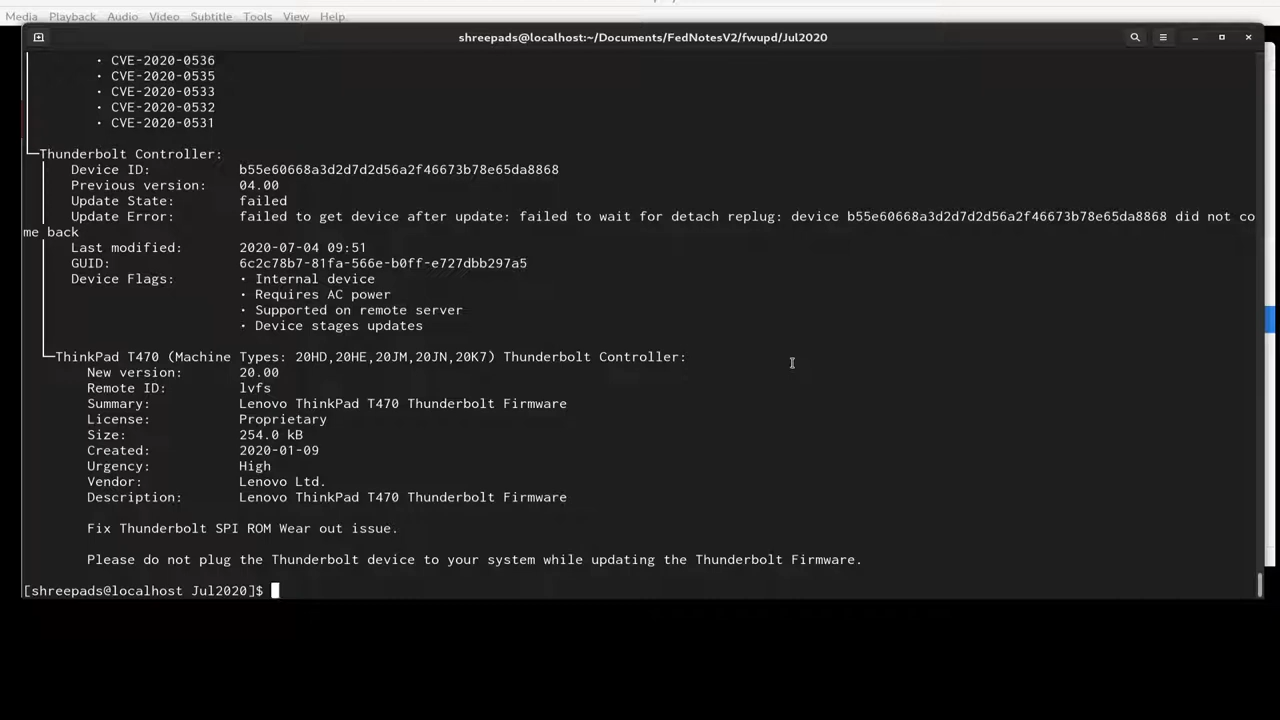 Media Playback Audio Video Subtitle Tools View Help
shreepads@localhost:~/Documents/FedNotesV2/fwupd/Jul2020
• CVE-2020-0536
• CVE-2020-0535
• CVE-2020-0533
• CVE-2020-0532
• CVE-2020-0531
Thunderbolt Controller:
Device ID: b55e60668a3d2d7d2d56a2f46673b78e65da8868
Previous version: 04.00
Update State: failed
Update Error: failed to get device after update: failed to wait for detach replug: device b55e60668a3d2d7d2d56a2f46673b78e65da8868 did not co
me back
Last modified: 2020-07-04 09:51
GUID: 6c2c78b7-81fa-566e-b0ff-e727dbb297a5
Device Flags: • Internal device
• Requires AC power
• Supported on remote server
• Device stages updates
ThinkPad T470 (Machine Types: 20HD,20HE,20JM,20JN,20K7) Thunderbolt Controller:
New version: 20.00
Remote ID: lvfs
Summary: Lenovo ThinkPad T470 Thunderbolt Firmware
License: Proprietary
Size: 254.0 kB
Created: 2020-01-09
Urgency: High
Vendor: Lenovo Ltd.
Description: Lenovo ThinkPad T470 Thunderbolt Firmware
Fix Thunderbolt SPI ROM Wear out issue.
Please do not plug the Thunderbolt device to your system while updating the Thunderbolt Firmware.
[shreepads@localhost Jul2020]$